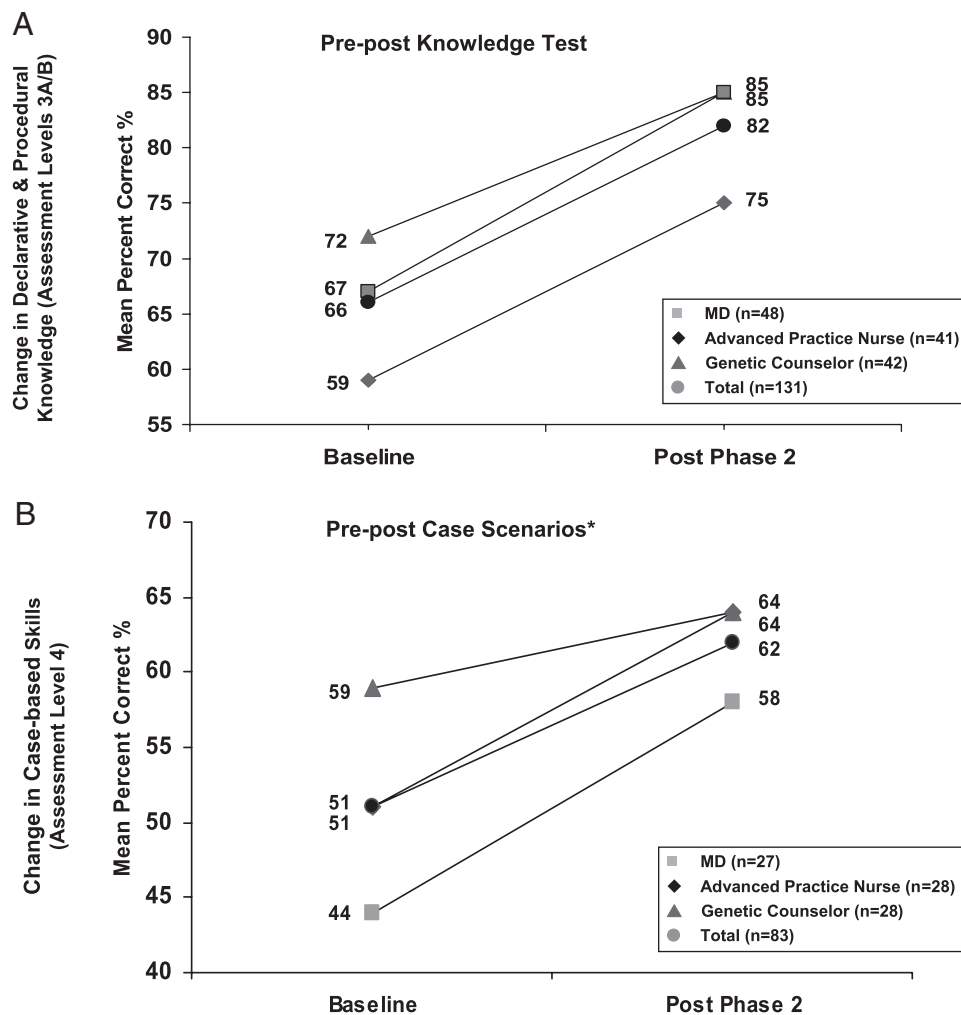 A
Pre-post Knowledge Test
Change in Declarative & Procedural
Knowledge (Assessment Levels 3A/B)
Mean Percent Correct %
90
85
80
75
70
65
60
55
72
67
66
59
85
85
82
75
MD (n=48)
Advanced Practice Nurse (n=41)
Genetic Counselor (n=42)
Total (n=131)
Baseline
Post Phase 2
B
Pre-post Case Scenarios*
Change in Case-based Skills
(Assessment Level 4)
Mean Percent Correct %
70
65
60
55
50
45
40
59
51
51
44
64
64
62
58
MD (n=27)
Advanced Practice Nurse (n=28)
Genetic Counselor (n=28)
Total (n=83)
Baseline
Post Phase 2